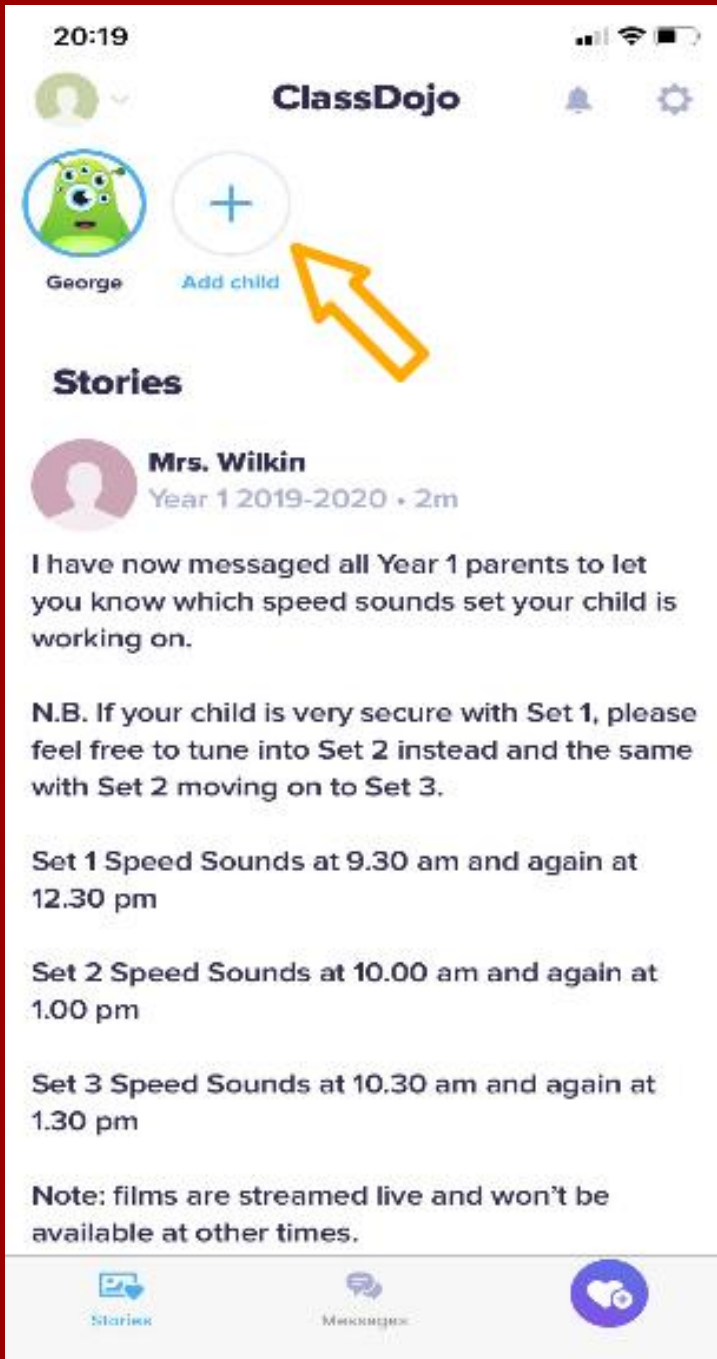 20:19
ClassDojo
George
Add child
Stories
Mrs. Wilkin
Year 1 2019-2020 • 2m
I have now messaged all Year 1 parents to let
you know which speed sounds set your child is
working on.
N.B. If your child is very secure with Set 1, please
feel free to tune into Set 2 instead and the same
with Set 2 moving on to Set 3.
Set 1 Speed Sounds at 9.30 am and again at
12.30 pm
Set 2 Speed Sounds at 10.00 am and again at
1.00 pm
Set 3 Speed Sounds at 10.30 am and again at
1.30 pm
Note: films are streamed live and won't be
available at other times.
Stories
Messages